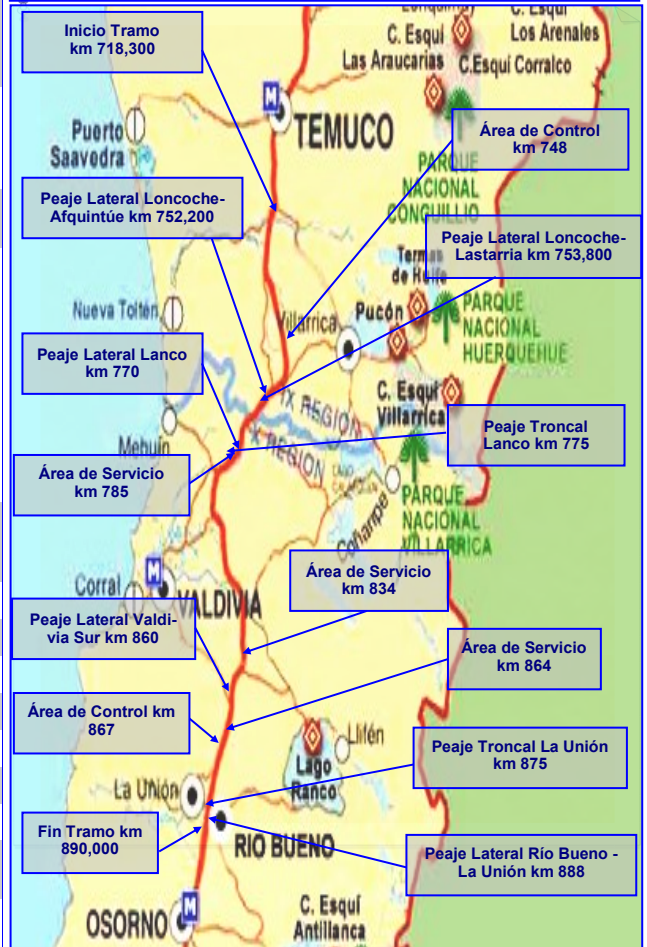 C. Esquí
Los Arenales
Inicio Tramo
km 718,300
Las Araucarias
C.Esquí Corralco
M
Puerto
Saavedra
TEMUCO
Área de Control
km 748
PARQUE
NACIONAL
CONGUILLIO
Peaje Lateral Loncoche-
Afquintúe km 752,200
Peaje Lateral Loncoche-
Lastarria km 753,800
Nueva Toltén
Villarrica
Pucón
PARQUE
NACIONAL
HUERQUEHUE
Peaje Lateral Lanco
km 770
C. Esquí
Villarrica
IX REGION
X REGION
Mehuín
Peaje Troncal
Lanco km 775
Área de Servicio
km 785
Coñaripe
PARQUE
NACIONAL
VILLARRICA
Área de Servicio
km 834
Corral
M
VALDIVIA
Peaje Lateral Valdi-
via Sur km 860
Área de Servicio
km 864
Área de Control km
867
Llifén
Lago
Ranco
Peaje Troncal La Unión
km 875
La Unión
Fin Tramo km
890,000
RIO BUENO
Peaje Lateral Río Bueno -
La Unión km 888
M
OSORNO
C. Esquí
Antillanca